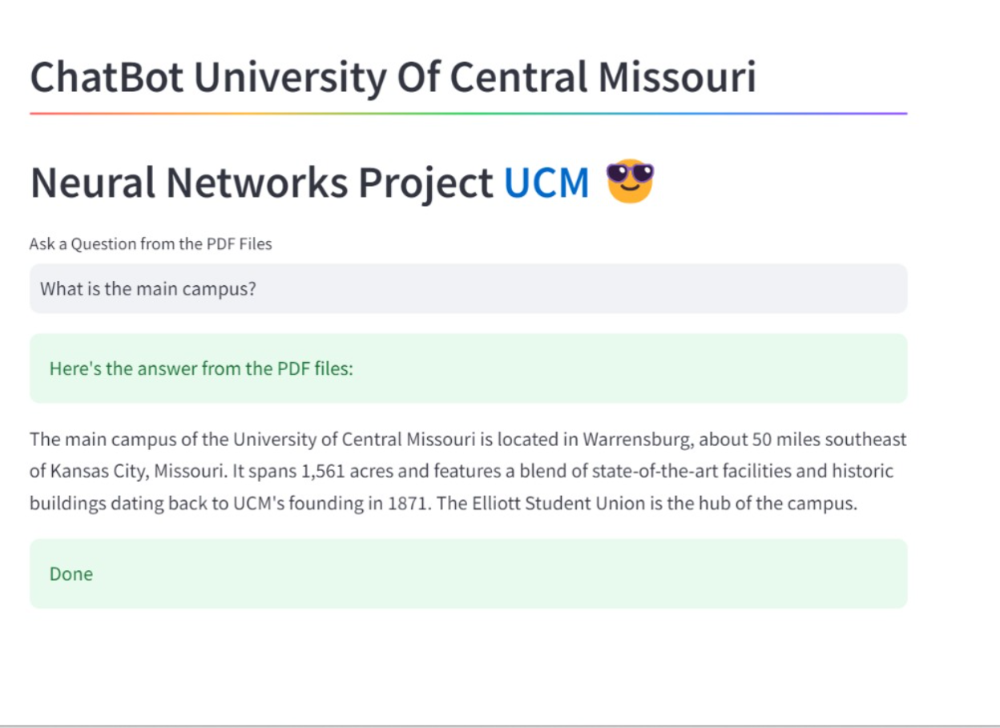 ChatBot University Of Central Missouri
Neural Networks Project UCM 😎
Ask a Question from the PDF Files
What is the main campus?
Here's the answer from the PDF files:
The main campus of the University of Central Missouri is located in Warrensburg, about 50 miles southeast
of Kansas City, Missouri. It spans 1,561 acres and features a blend of state-of-the-art facilities and historic
buildings dating back to UCM's founding in 1871. The Elliott Student Union is the hub of the campus.
Done